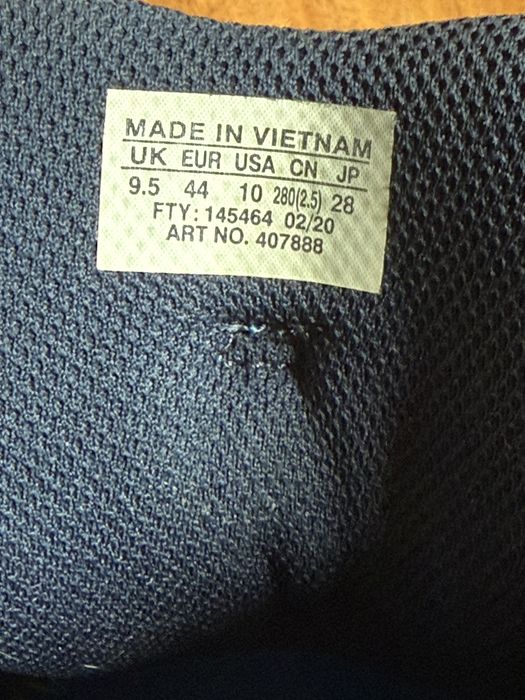 MADE IN VIETNAM
UK EUR USA CN JP
9.5 44 10 280(2.5) 28
FTY: 145464 02/20
ART NO. 407888